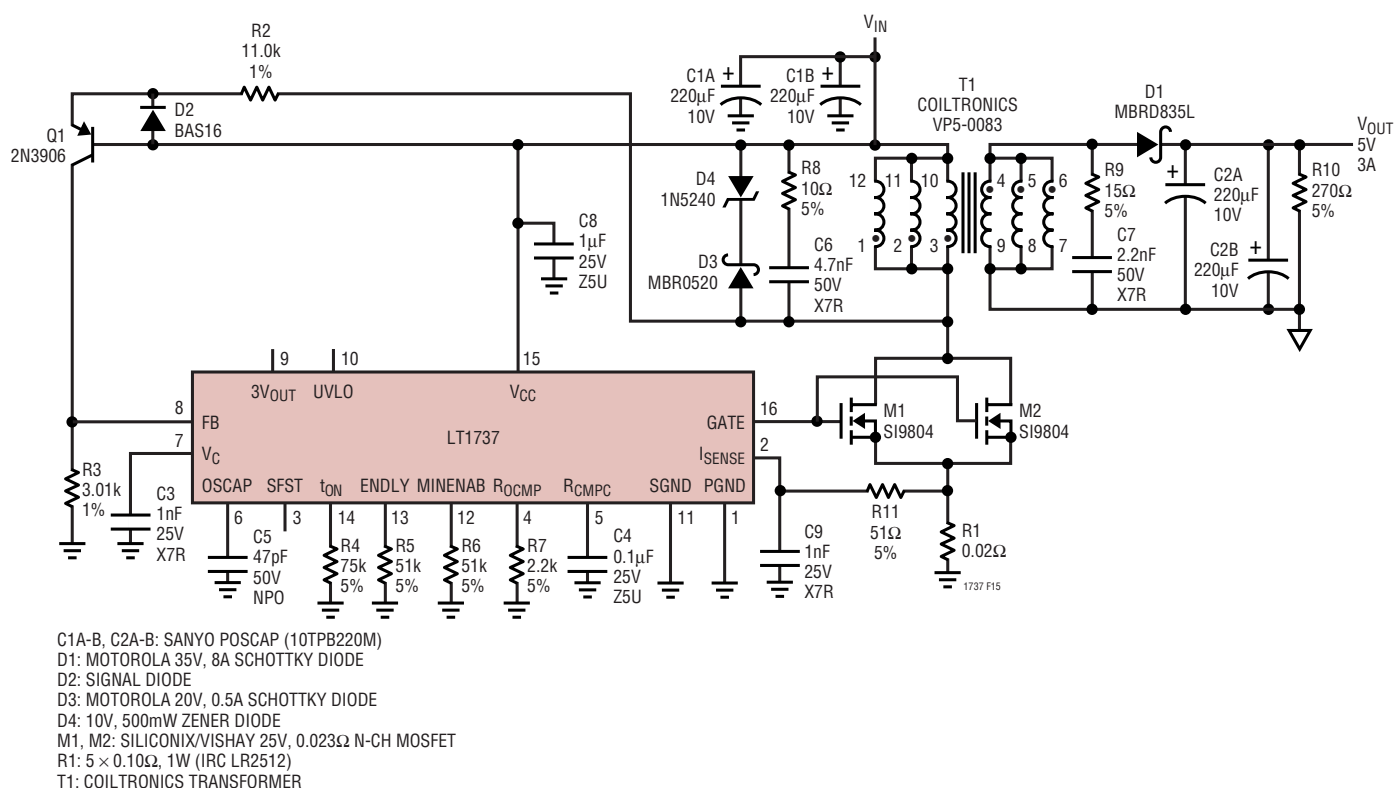 R2
11.0k
1%
D2
BAS16
Q1
2N3906
VIN
C1A
220µF
10V
+
C1B
220µF
10V
+
T1
COILTRONICS
VP5-0083
D1
MBRD835L
VOUT
5V
3A
D4
1N5240
D3
MBR0520
R8
10Ω
5%
C6
4.7nF
50V
X7R
12
11
10
1
2
3
4
5
6
9
8
7
R9
15Ω
5%
C7
2.2nF
50V
X7R
+
C2A
220µF
10V
+
C2B
220µF
10V
R10
270Ω
5%
C8
1µF
25V
Z5U
9
10
15
3VOUT
UVLO
VCC
8
FB
7
VC
LT1737
GATE
16
ISENSE
2
OSCAP
SFST
tON
ENDLY
MINENAB
ROCMP
RCMPC
SGND
PGND
6
3
14
13
12
4
5
11
1
M1
SI9804
M2
SI9804
R3
3.01k
1%
C3
1nF
25V
X7R
C5
47pF
50V
NPO
R4
75k
5%
R5
51k
5%
R6
51k
5%
R7
2.2k
5%
C4
0.1µF
25V
Z5U
C9
1nF
25V
X7R
R11
51Ω
5%
R1
0.02Ω
1737 F15
C1A-B, C2A-B: SANYO POSCAP (10TPB220M)
D1: MOTOROLA 35V, 8A SCHOTTKY DIODE
D2: SIGNAL DIODE
D3: MOTOROLA 20V, 0.5A SCHOTTKY DIODE
D4: 10V, 500mW ZENER DIODE
M1, M2: SILICONIX/VISHAY 25V, 0.023Ω N-CH MOSFET
R1: 5 × 0.10Ω, 1W (IRC LR2512)
T1: COILTRONICS TRANSFORMER